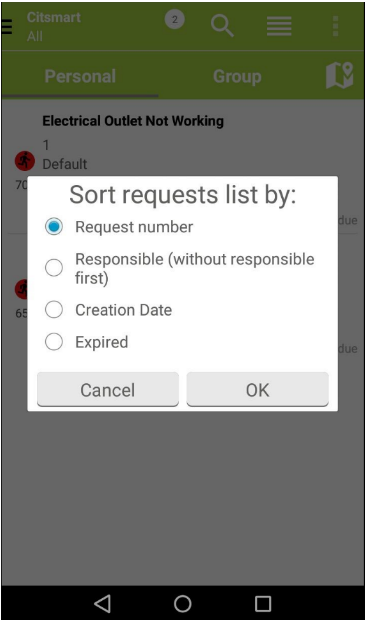 Citsmart
All
2
Personal
Group
Electrical Outlet Not Working
1
Default
70
due
Sort requests list by:
Request number
Responsible (without responsible
first)
Creation Date
Expired
65
due
Cancel
OK